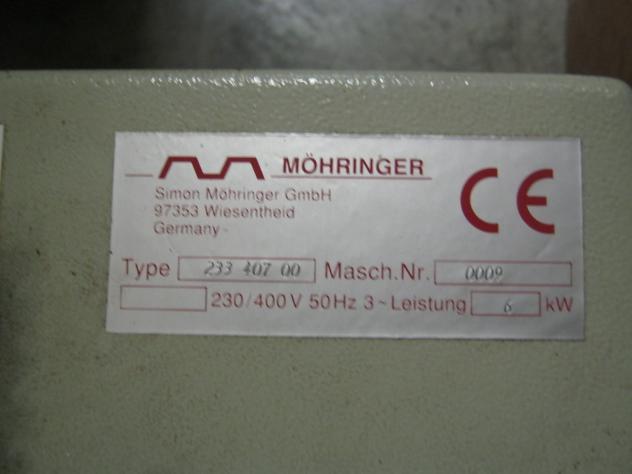 MÖHRINGER
Simon Möhringer GmbH
97353 Wiesentheid
Germany
CE
Type 233 407 00 Masch.Nr. 0009
230/400 V 50Hz 3~Leistung 6 kW